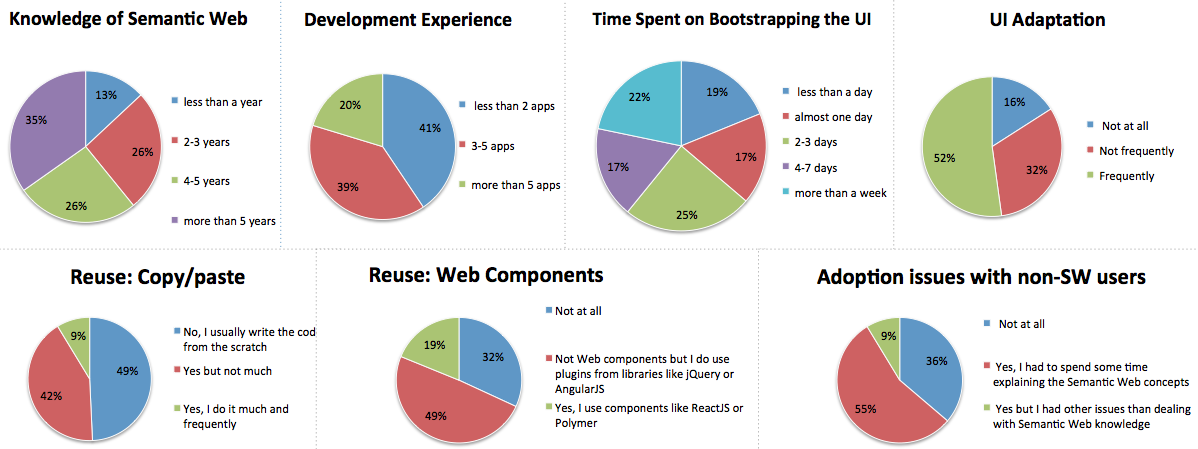 Knowledge of Semantic Web
13%
26%
26%
35%
less than a year
2-3 years
4-5 years
more than 5 years
Development Experience
41%
39%
20%
less than 2 apps
3-5 apps
more than 5 apps
Time Spent on Bootstrapping the UI
19%
17%
25%
17%
22%
less than a day
almost one day
2-3 days
4-7 days
more than a week
UI Adaptation
16%
32%
52%
Not at all
Not frequently
Frequently
Reuse: Copy/paste
49%
42%
9%
No, I usually write the cod
from the scratch
Yes but not much
Yes, I do it much and
frequently
Reuse: Web Components
32%
49%
19%
Not at all
Not Web components but I do use
plugins from libraries like jQuery or
AngularJS
Yes, I use components like ReactJS or
Polymer
Adoption issues with non-SW users
36%
55%
9%
Not at all
Yes, I had to spend some time
explaining the Semantic Web concepts
Yes but I had other issues than dealing
with Semantic Web knowledge